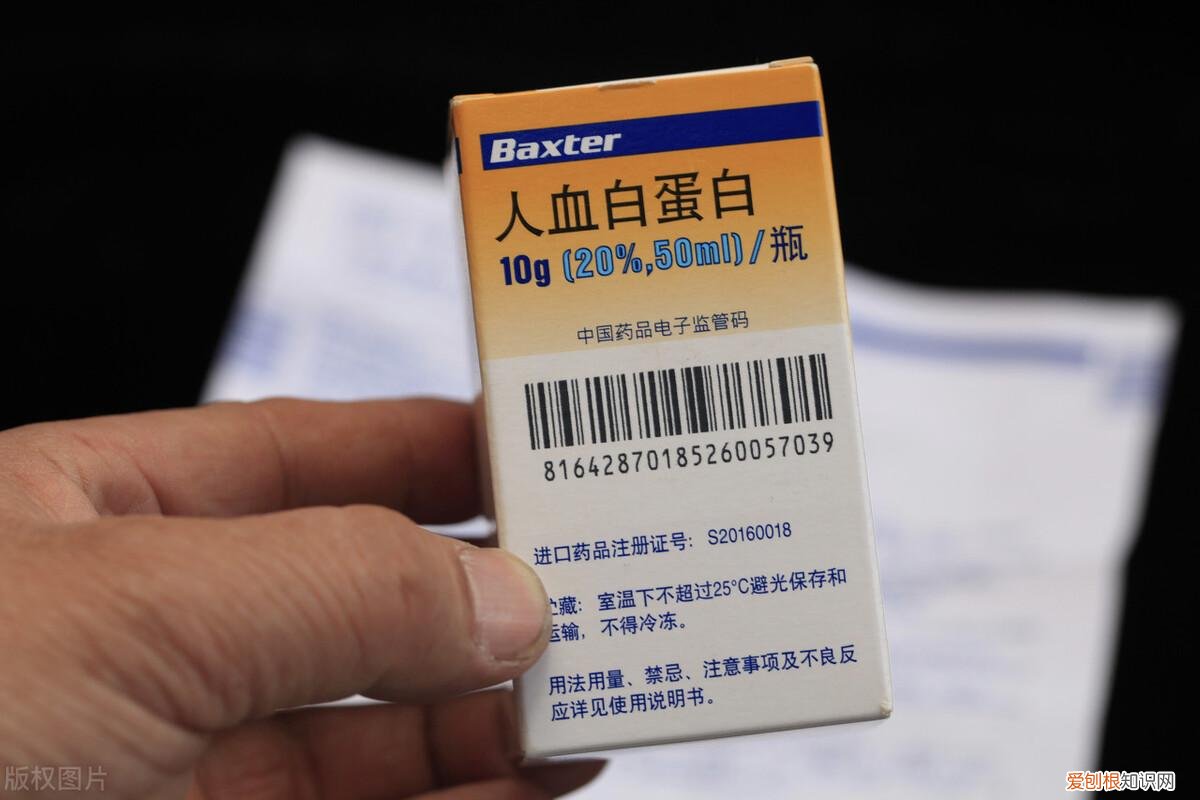 Baxter
人血白蛋白
10g (20%,50ml)/瓶
中国药品电子监管码
81642870185260057039
进口药品注册证号: S20160018
藏: 室温下不超过25°C避光保存和
运输, 不得冷冻。
用法用量、禁忌、注意事项及不良反
应详见使用说明书。
版权图片
爱刨根知识网